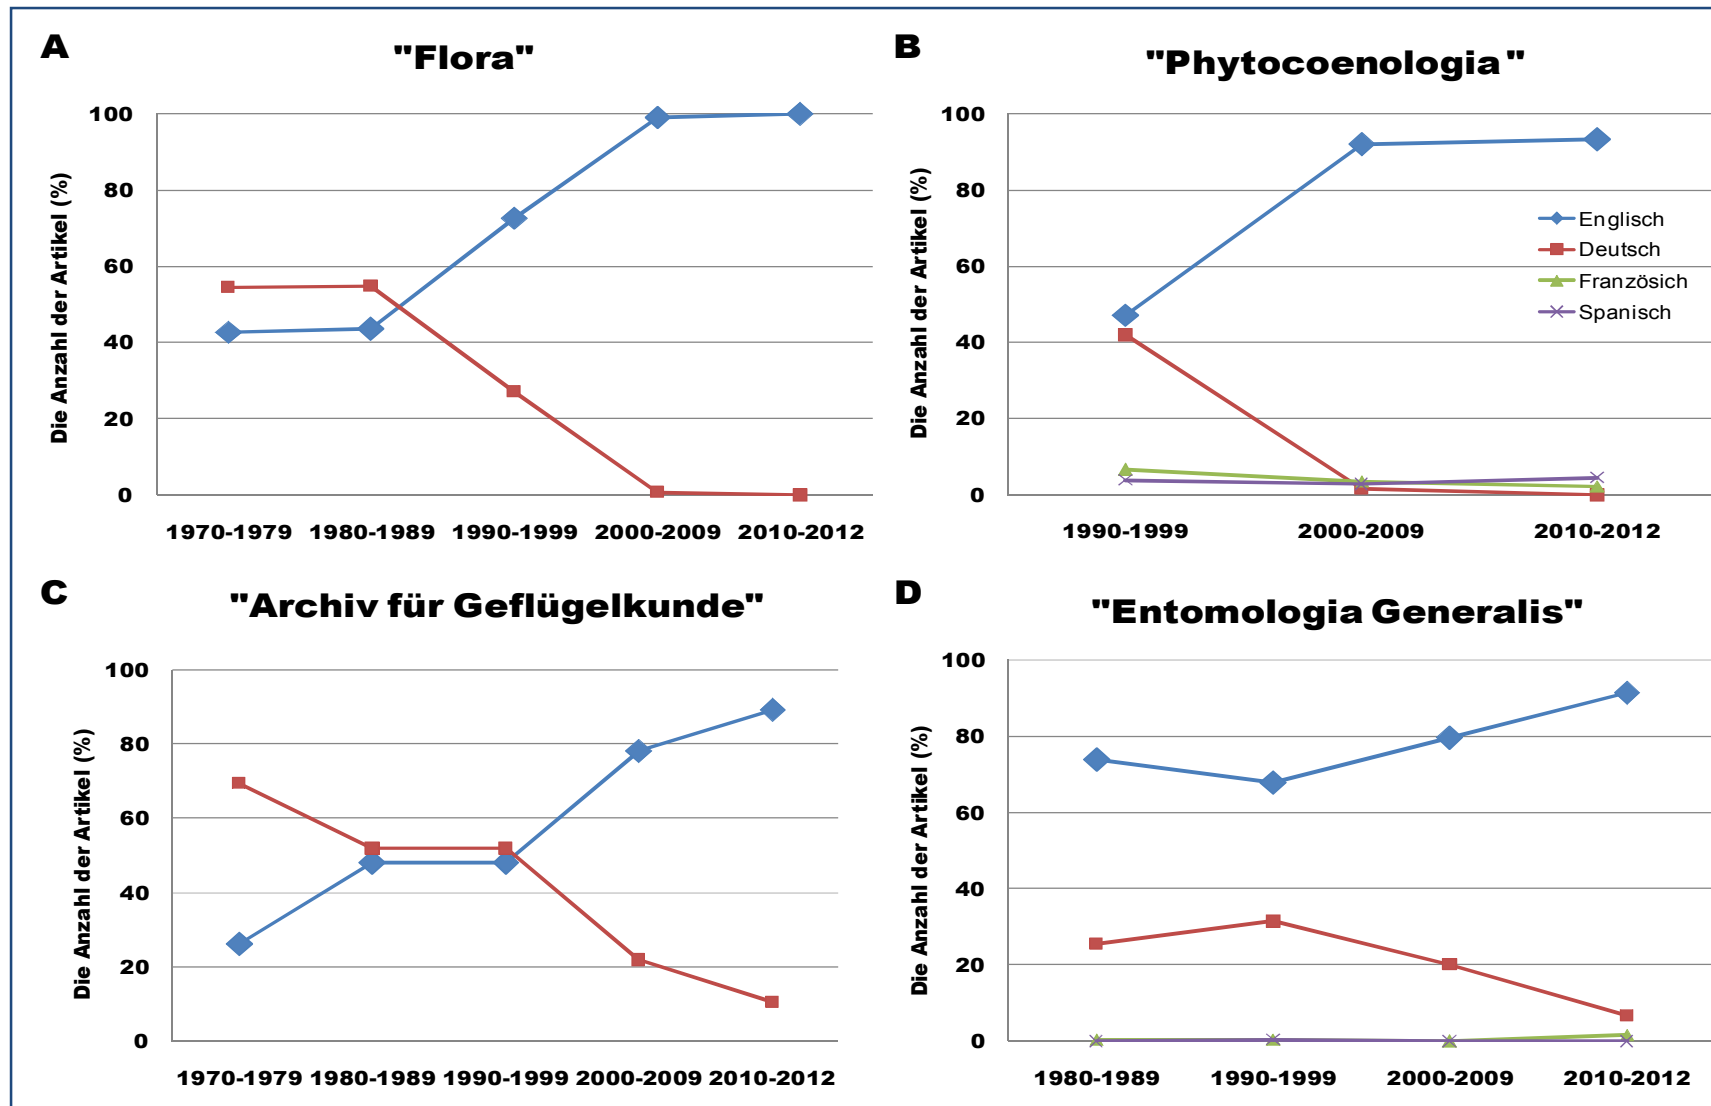 A
"Flora"
Die Anzahl der Artikel (%)
100
80
60
40
20
0
1970-1979 1980-1989 1990-1999 2000-2009 2010-2012
B
"Phytocoenologia"
Die Anzahl der Artikel (%)
100
80
60
40
20
0
Englisch
Deutsch
Französich
Spanisch
1990-1999 2000-2009 2010-2012
C
"Archiv für Geflügelkunde"
Die Anzahl der Artikel (%)
100
80
60
40
20
0
1970-1979 1980-1989 1990-1999 2000-2009 2010-2012
D
"Entomologia Generalis"
Die Anzahl der Artikel (%)
100
80
60
40
20
0
1980-1989 1990-1999 2000-2009 2010-2012